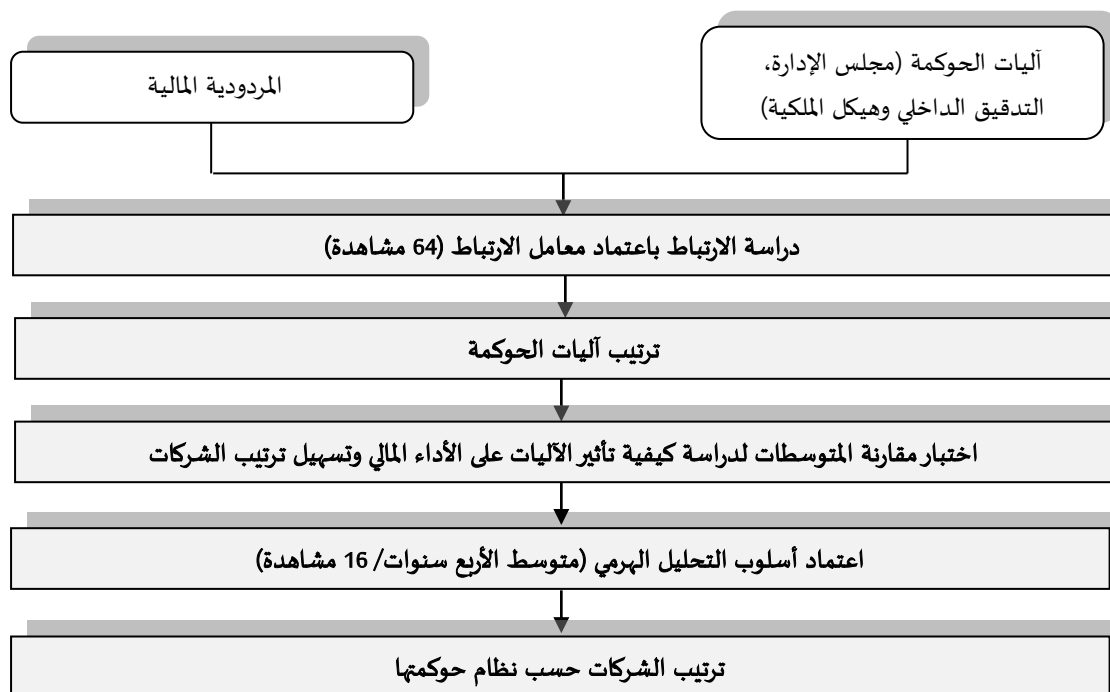 آليات الحوكمة (مجلس الإدارة،
التدقيق الداخلي وهيكل الملكية)
المردودية المالية
دراسة الارتباط باعتماد معامل الارتباط (64 مشاهدة)
ترتيب آليات الحوكمة
اختبار مقارنة المتوسطات لدراسة كيفية تأثير الآليات على الأداء المالي وتسهيل ترتيب الشركات
اعتماد أسلوب التحليل الهرمي (متوسط الأربع سنوات/ 16 مشاهدة)
ترتيب الشركات حسب نظام حوكمتها